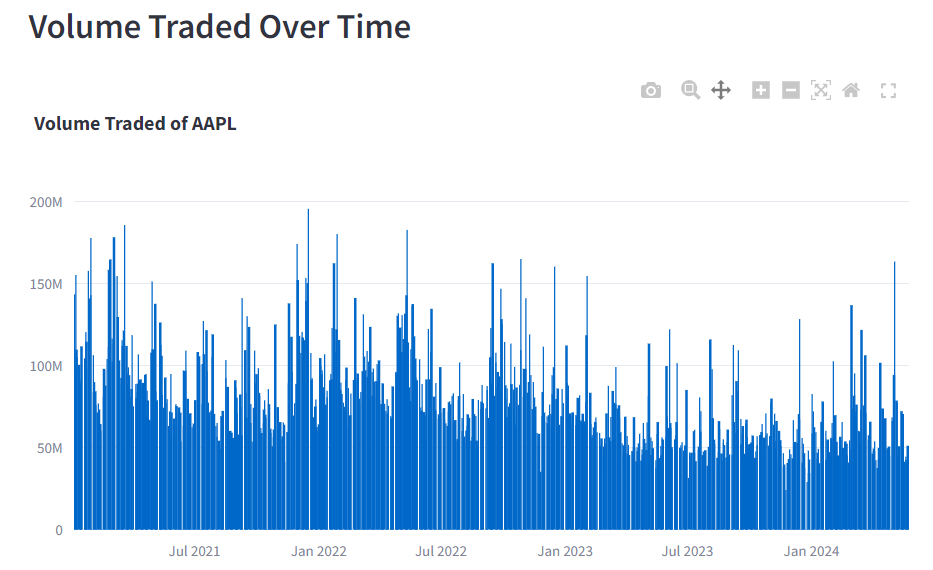 Volume Traded Over Time
Volume Traded of AAPL
200M
150M
100M
50M
0
Jul 2021 Jan 2022 Jul 2022 Jan 2023 Jul 2023 Jan 2024